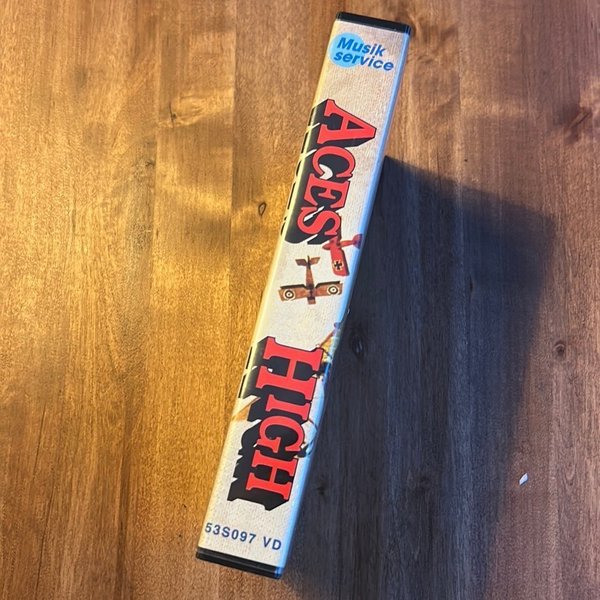 Musik
service
ACES
HIGH
53S097 VD